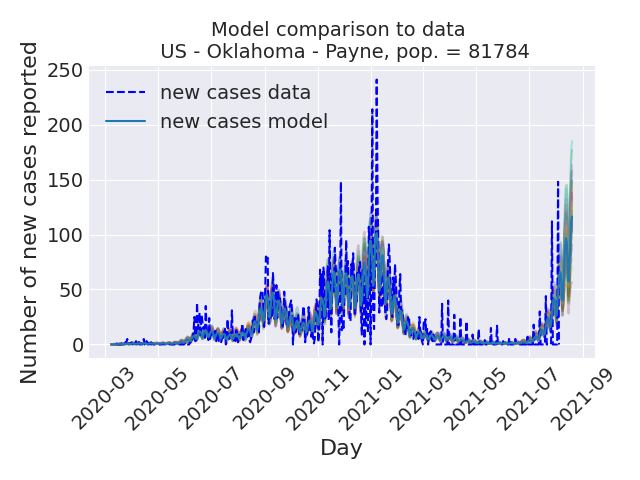 Model comparison to data
US - Oklahoma - Payne, pop. = 81784
Number of new cases reported
250
200
150
100
50
0
new cases data
new cases model
2020-03
2020-05
2020-07
2020-09
2020-11
2021-01
2021-03
2021-05
2021-07
2021-09
Day